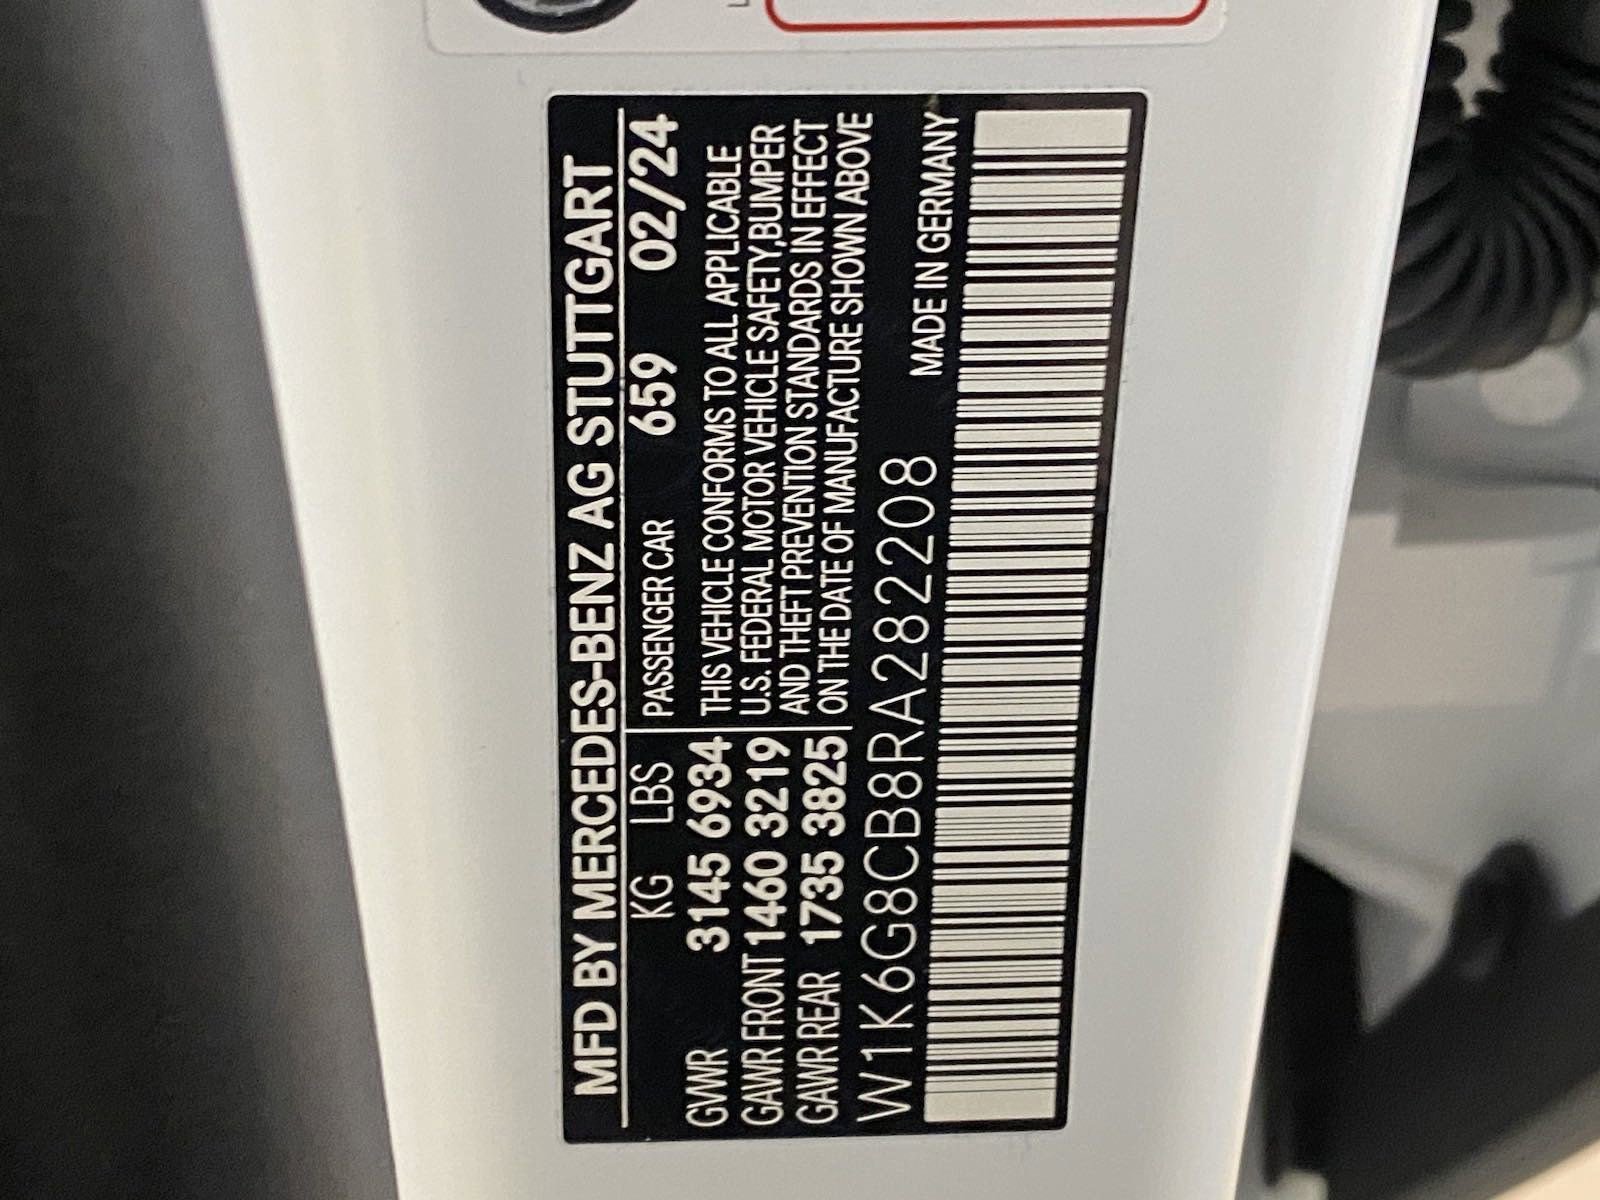 MFD BY MERCEDES-BENZ AG STUTTGART
KG LBS PASSENGER CAR 659 02/24
GVWR 3145 6934 THIS VEHICLE CONFORMS TO ALL APPLICABLE
GAWR FRONT 1460 3219 U.S. FEDERAL MOTOR VEHICLE SAFETY,BUMPER
GAWR REAR 1735 3825 AND THEFT PREVENTION STANDARDS IN EFFECT
ON THE DATE OF MANUFACTURE SHOWN ABOVE
W1K6G8CB8RA282208 MADE IN GERMANY